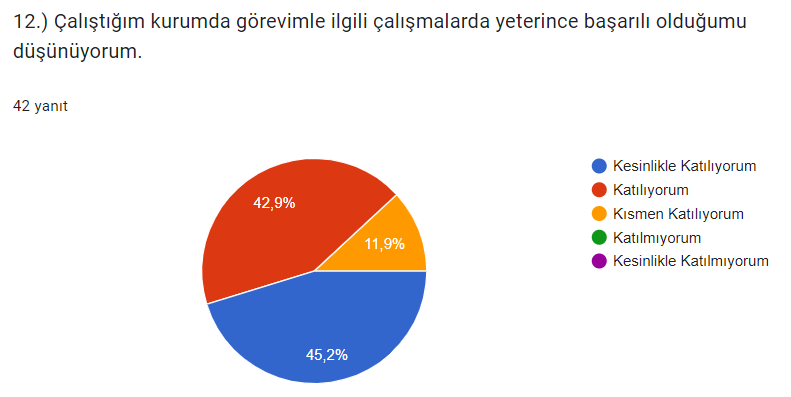 12.) Çalıştığım kurumda görevimle ilgili çalışmalarda yeterince başarılı olduğumu
düşünüyorum.
42 yanıt
Kesinlikle Katılıyorum
Katılıyorum
Kısmen Katılıyorum
Katılmıyorum
Kesinlikle Katılmıyorum
42,9%
11,9%
45,2%